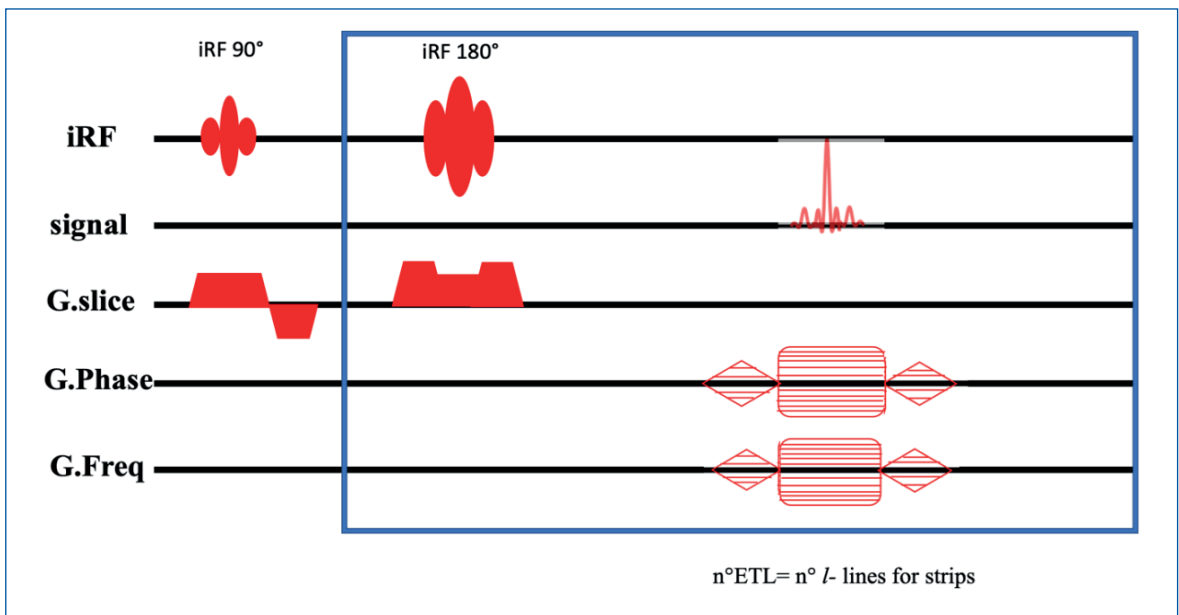 iRF 90°
iRF 180°
iRF
signal
G.slice
G.Phase
G.Freq
n°ETL= n° l- lines for strips